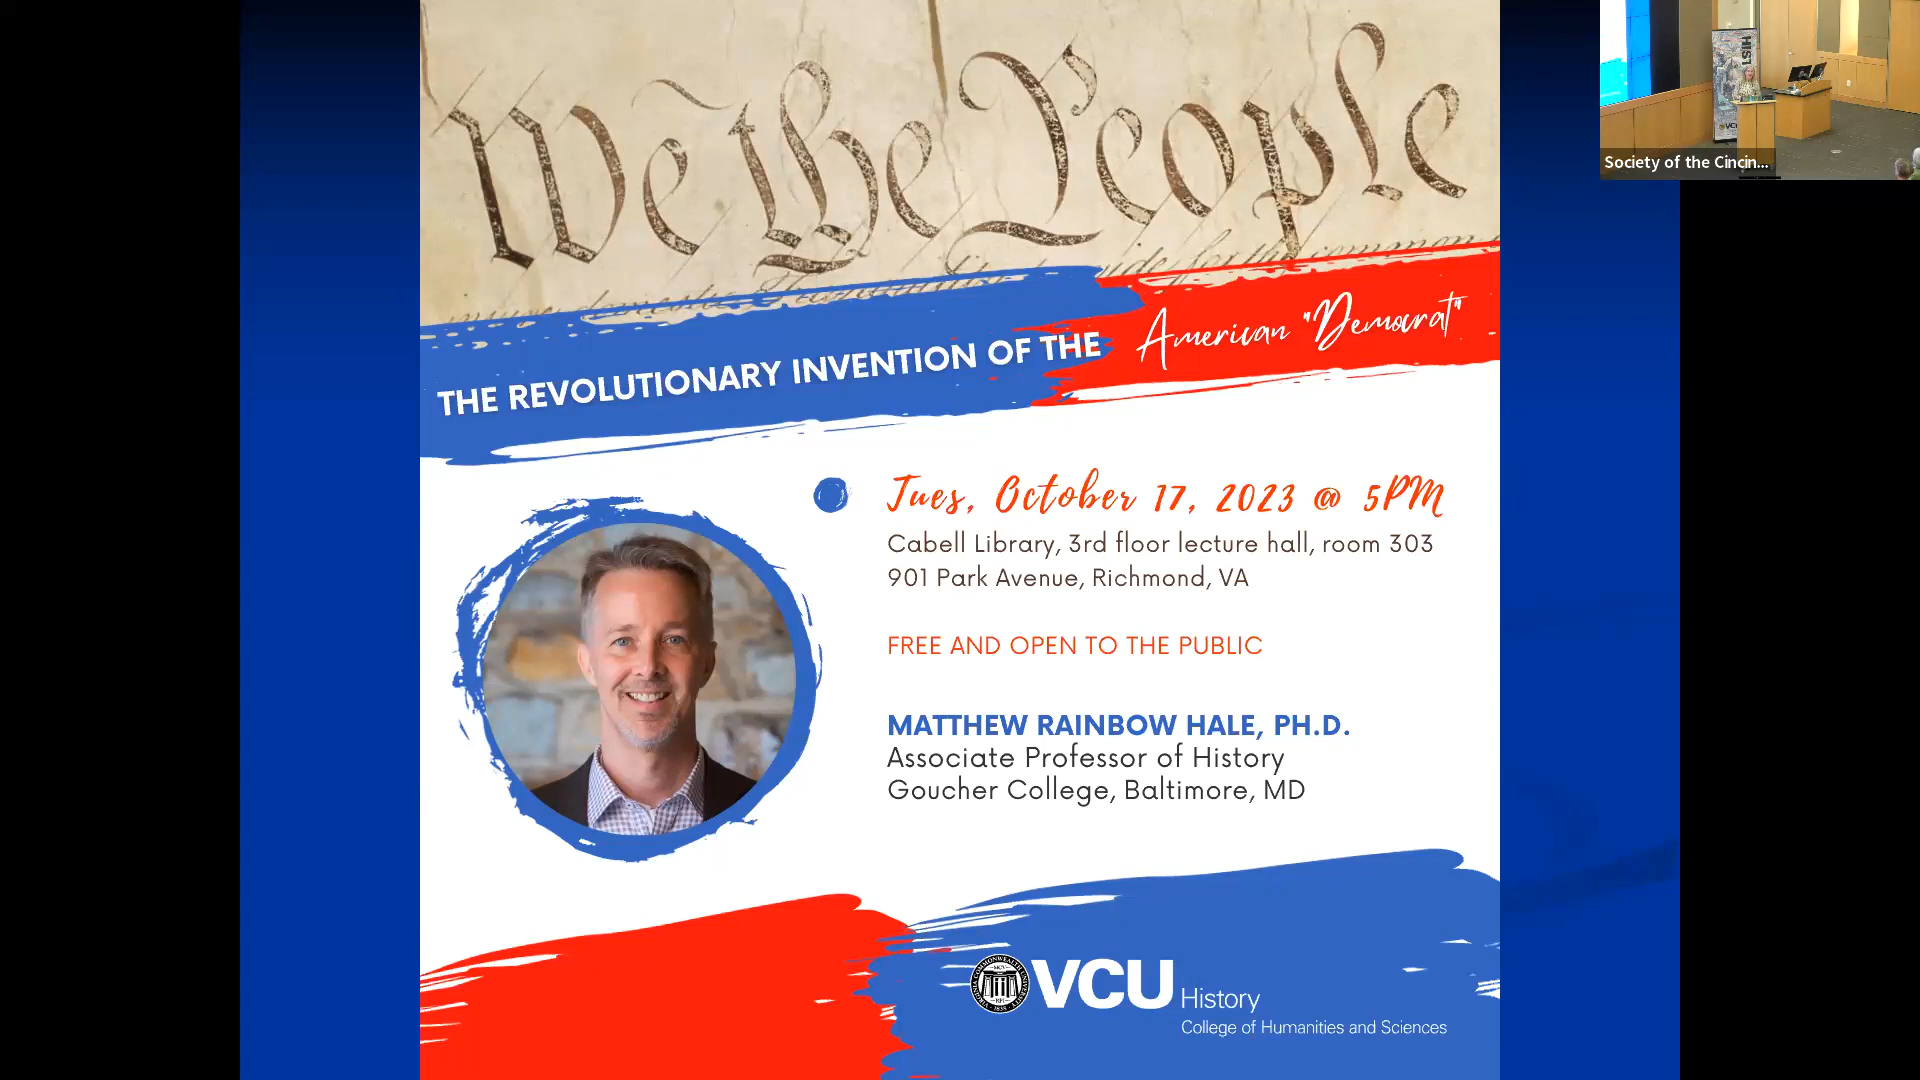 We the People
THE REVOLUTIONARY INVENTION OF THE American "Democrat"
Tues, October 17, 2023 @ 5PM
Cabell Library, 3rd floor lecture hall, room 303
901 Park Avenue, Richmond, VA
FREE AND OPEN TO THE PUBLIC
MATTHEW RAINBOW HALE, PH.D.
Associate Professor of History
Goucher College, Baltimore, MD
VCU History
College of Humanities and Sciences
HIST
VCU
Society of the Cincin...